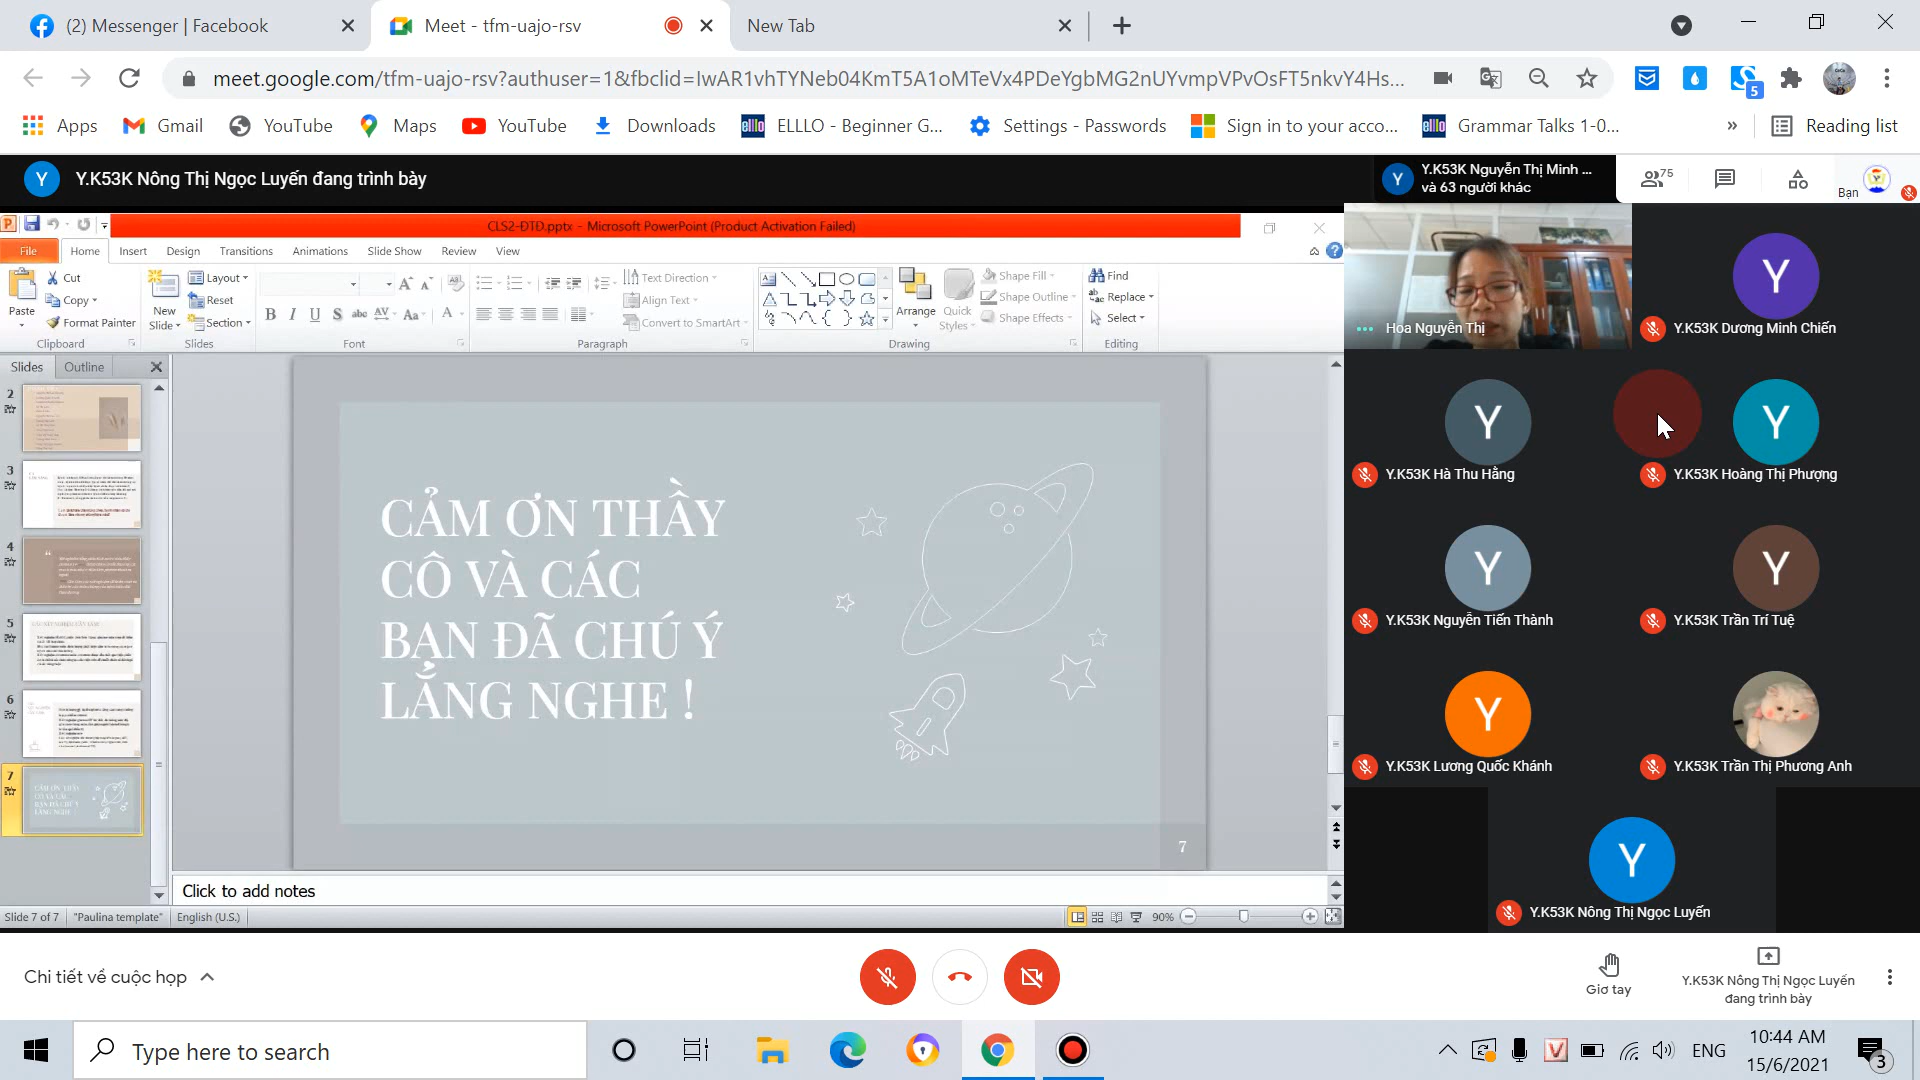 (2) Messenger | Facebook
Meet - tfm-uajo-rsv
New Tab
meet.google.com/tfm-uajo-rsv?authuser=1&fbclid=IwAR1vhTYNeb04KmT5A1oMTeVx4PDeYgbMG2nUYvmpVPvOsFT5nkvY4Hs...
5
Apps
Gmail
YouTube
Maps
YouTube
Downloads
ELLLO - Beginner G...
Settings - Passwords
Sign in to your acco...
Grammar Talks 1-0...
»
Reading list
Y
Y.K53K Nông Thị Ngọc Luyến đang trình bày
Y
Y.K53K Nguyễn Thị Minh ...
và 63 người khác
75
Bạn
CLS2-ĐTĐ.pptx - Microsoft PowerPoint (Product Activation Failed)
File
Home
Insert
Design
Transitions
Animations
Slide Show
Review
View
Paste
Cut
Copy
Format Painter
Clipboard
New
Slide
Layout
Reset
Section
Slides
Font
Text Direction
Align Text
Convert to SmartArt
Paragraph
Arrange
Quick
Styles
Shape Fill
Shape Outline
Shape Effects
Drawing
Find
Replace
Select
Editing
Slides
Outline
2
3
4
5
6
7
CẢM ƠN THẦY
CÔ VÀ CÁC
BẠN ĐÃ CHÚ Ý
LẮNG NGHE !
7
Click to add notes
Slide 7 of 7
"Paulina template"
English (U.S.)
90%
Hoa Nguyễn Thị
Y
Y.K53K Dương Minh Chiến
Y
Y.K53K Hà Thu Hằng
Y
Y.K53K Hoàng Thị Phượng
Y
Y.K53K Nguyễn Tiến Thành
Y
Y.K53K Trần Trí Tuệ
Y
Y.K53K Lương Quốc Khánh
Y.K53K Trần Thị Phương Anh
Y
Y.K53K Nông Thị Ngọc Luyến
Chi tiết về cuộc họp
Giơ tay
Y.K53K Nông Thị Ngọc Luyến
đang trình bày
Type here to search
ENG
10:44 AM
15/6/2021
3